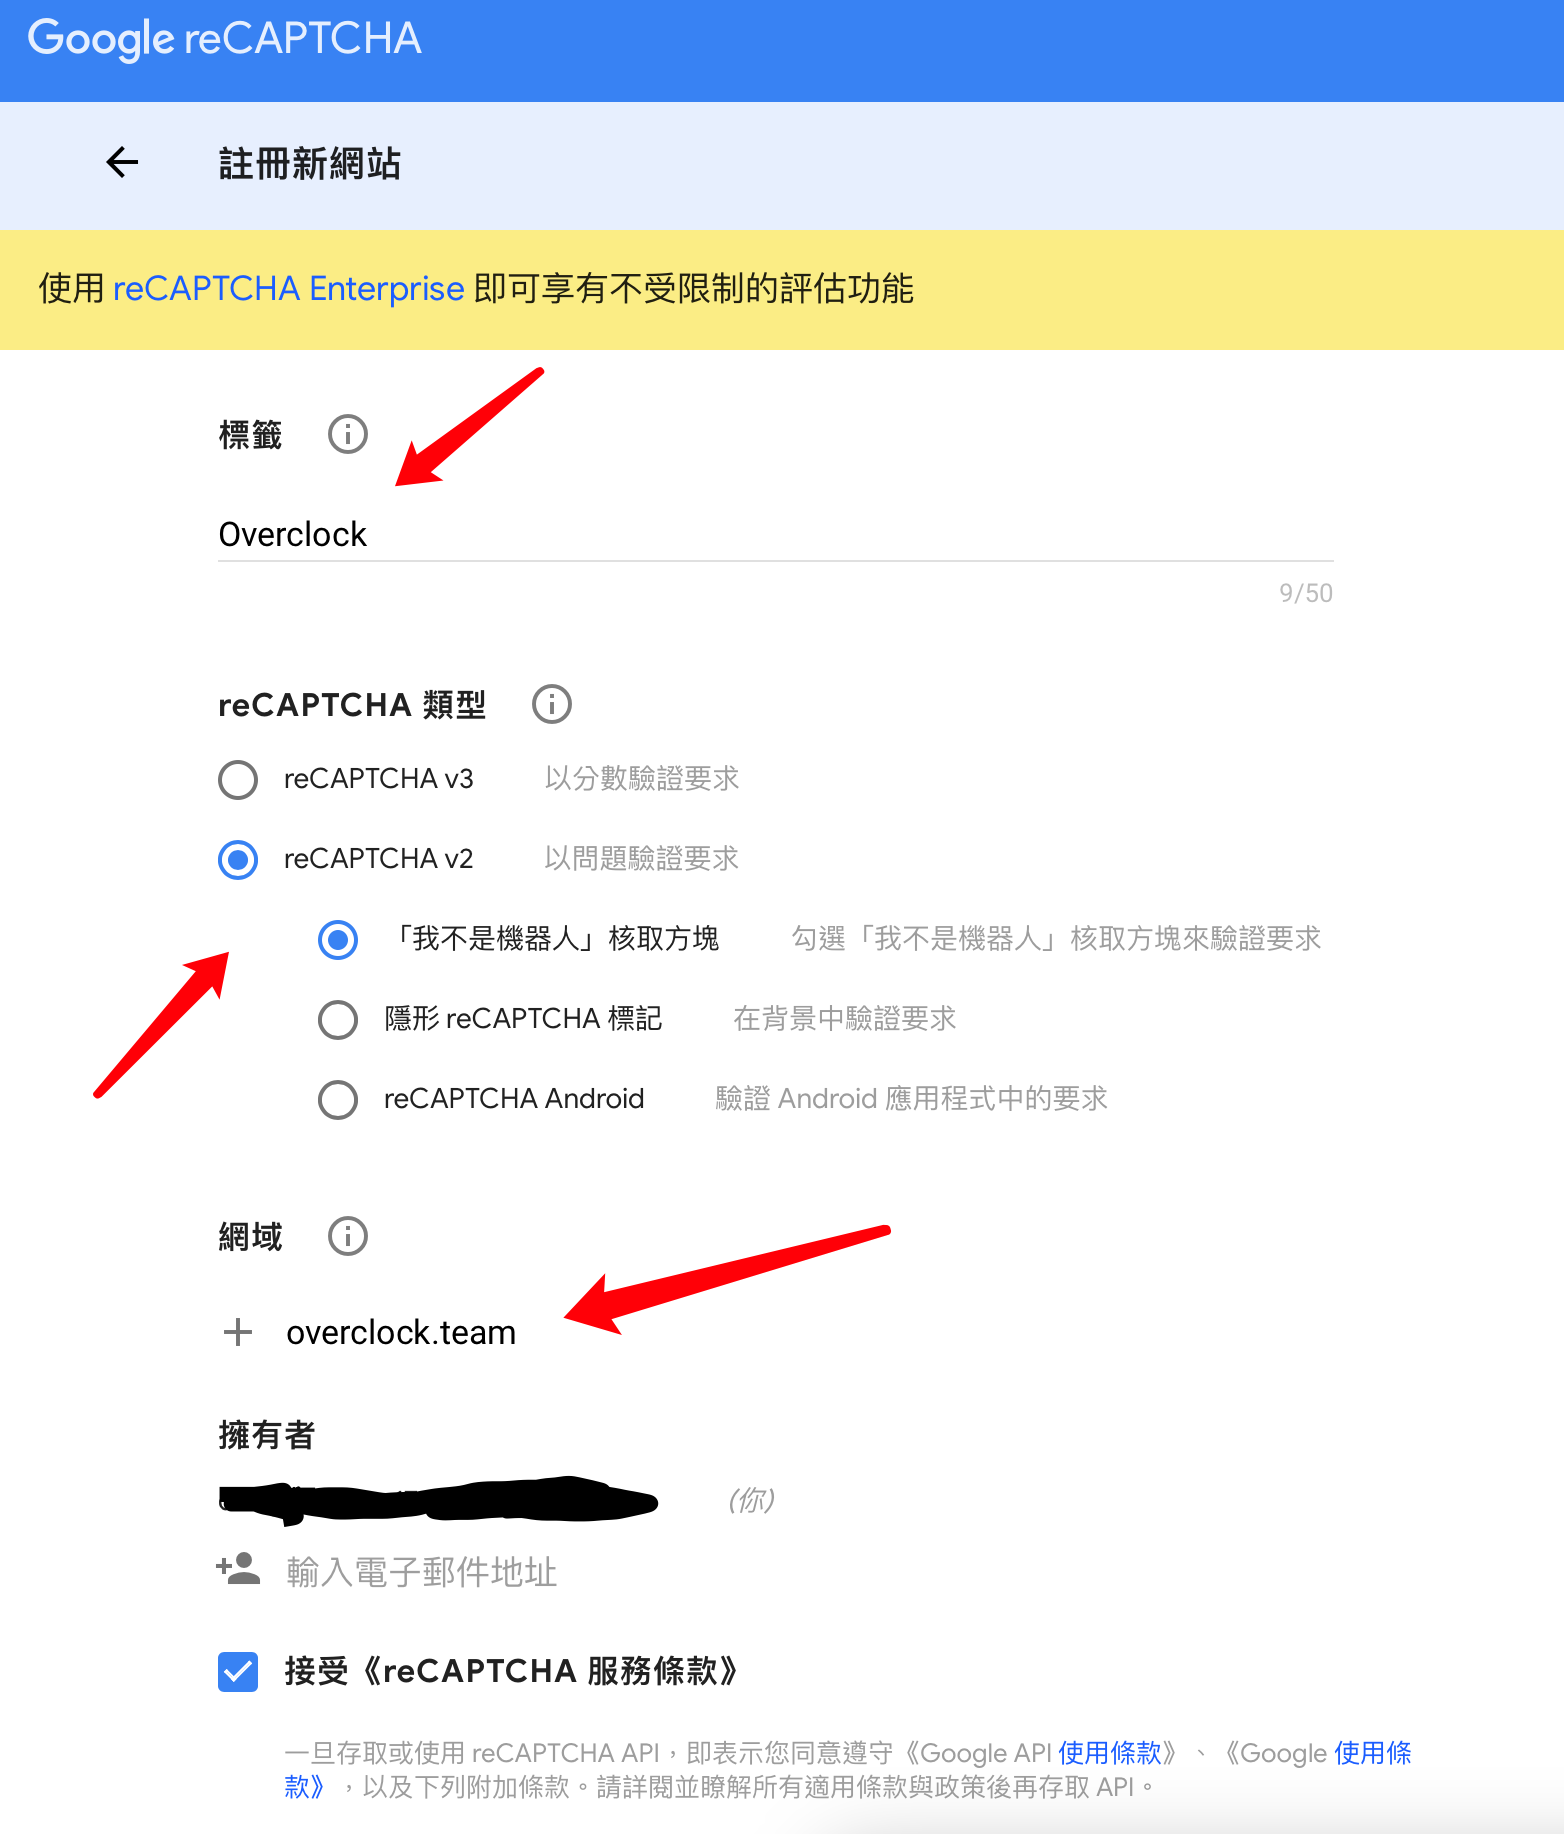 Google reCAPTCHA
註冊新網站
使用 reCAPTCHA Enterprise 即可享有不受限制的評估功能
標籤
Overclock
9/50
reCAPTCHA 類型
reCAPTCHA v3 以分數驗證要求
reCAPTCHA v2 以問題驗證要求
「我不是機器人」核取方塊 勾選「我不是機器人」核取方塊來驗證要求
隱形 reCAPTCHA 標記 在背景中驗證要求
reCAPTCHA Android 驗證 Android 應用程式中的要求
網域
overclock.team
擁有者
(你)
輸入電子郵件地址
接受《reCAPTCHA 服務條款》
一旦存取或使用 reCAPTCHA API，即表示您同意遵守《Google API 使用條款》、《Google 使用條
款》，以及下列附加條款。請詳閱並瞭解所有適用條款與政策後再存取 API。